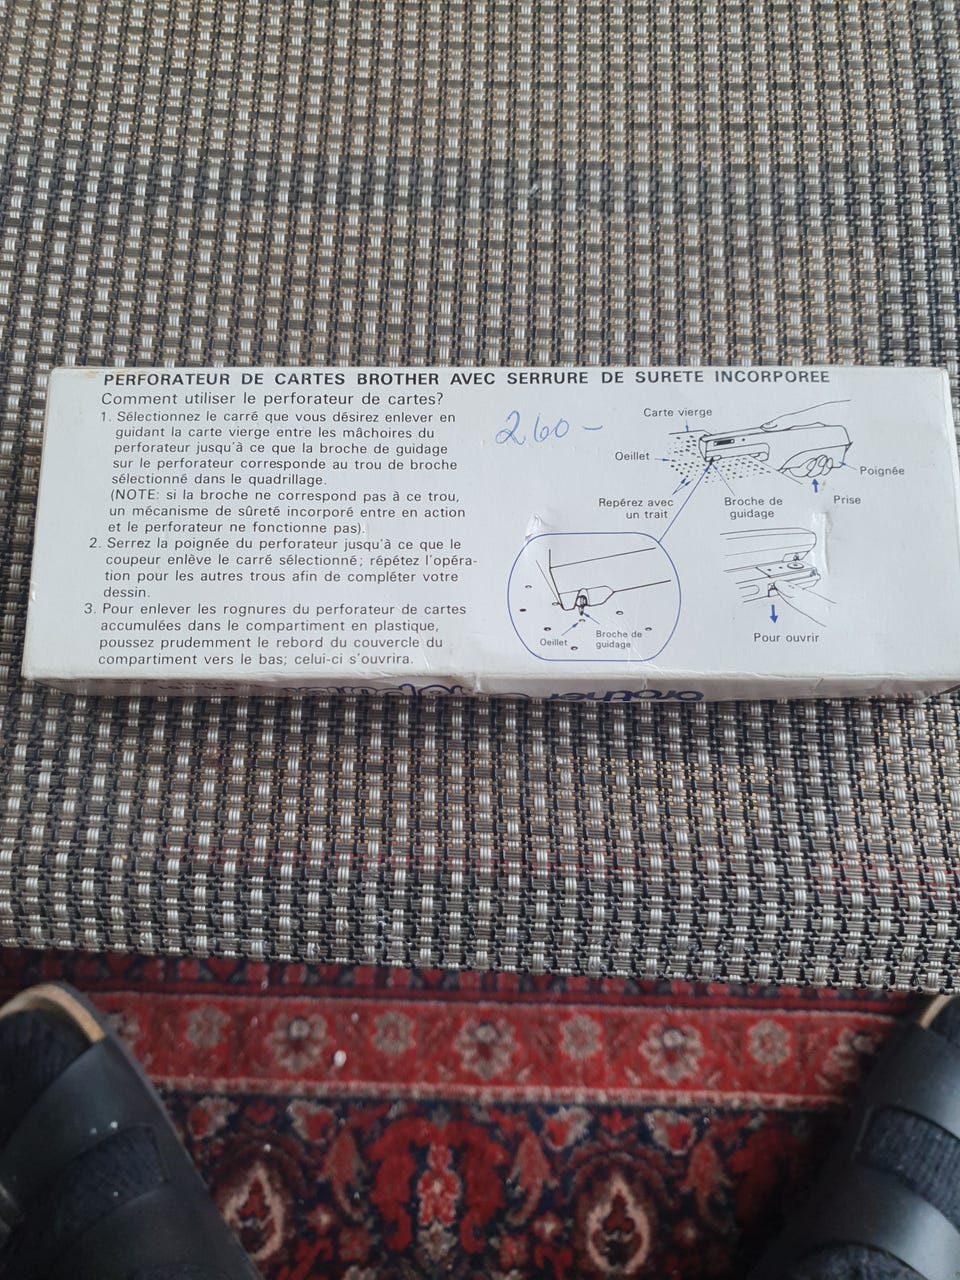 PERFORATEUR DE CARTES BROTHER AVEC SERRURE DE SURETE INCORPOREE
Comment utiliser le perforateur de cartes?
1. Sélectionnez le carré que vous désirez enlever en
guidant la carte vierge entre les mâchoires du
perforateur jusqu'à ce que la broche de guidage
sur le perforateur corresponde au trou de broche
sélectionné dans le quadrillage.
(NOTE: si la broche ne correspond pas à ce trou,
un mécanisme de sûreté incorporé entre en action
et le perforateur ne fonctionne pas).
2. Serrez la poignée du perforateur jusqu'à ce que le
coupeur enlève le carré sélectionné; répétez l'opéra-
tion pour les autres trous afin de compléter votre
dessin.
3. Pour enlever les rognures du perforateur de cartes
accumulées dans le compartiment en plastique,
poussez prudemment le rebord du couvercle du
compartiment vers le bas; celui-ci s'ouvrira.
260-
Carte vierge
Oeillet
Poignée
Repérez avec
un trait
Broche de
guidage
Prise
Oeillet
Broche de
guidage
Pour ouvrir
brother